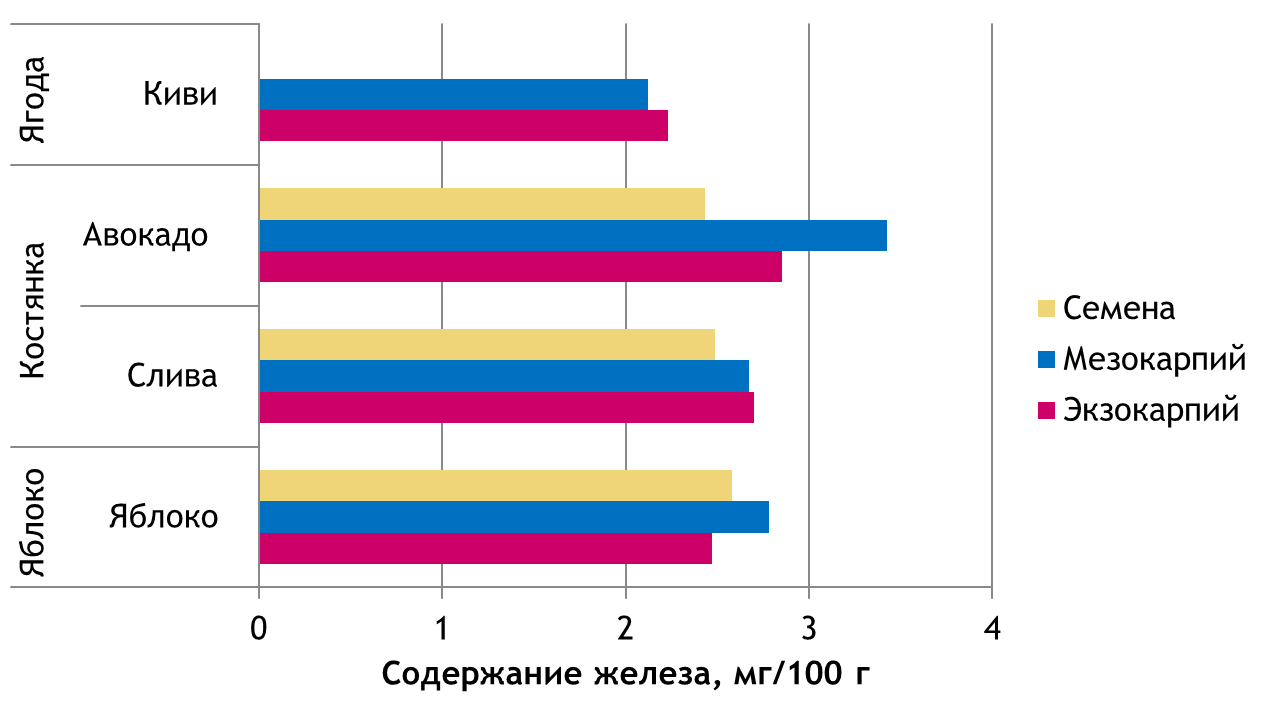 Ягода
Киви
Костянка
Авокадо
Слива
Яблоко
Яблоко
0 1 2 3 4
Содержание железа, мг/100 г
Семена
Мезокарпий
Экзокарпий